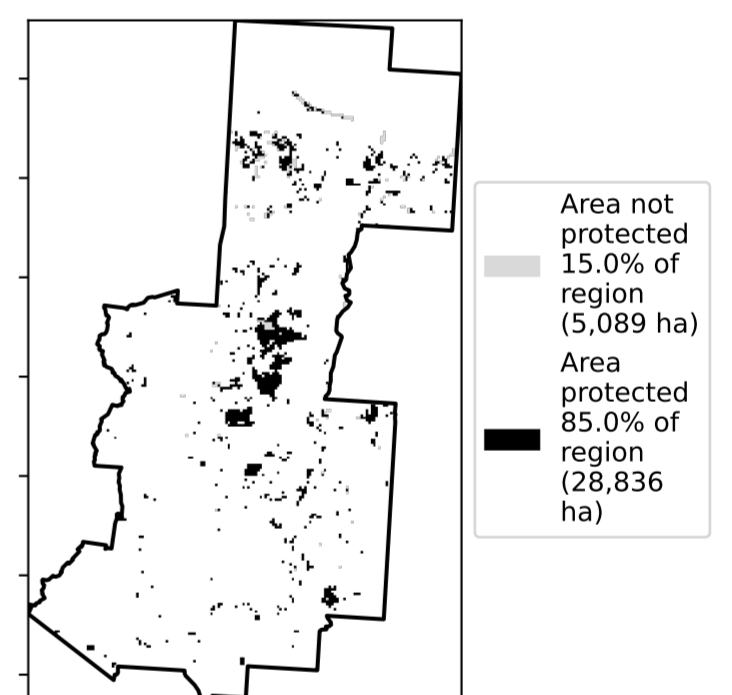 Area not
protected
15.0% of
region
(5,089 ha)
Area
protected
85.0% of
region
(28,836
ha)